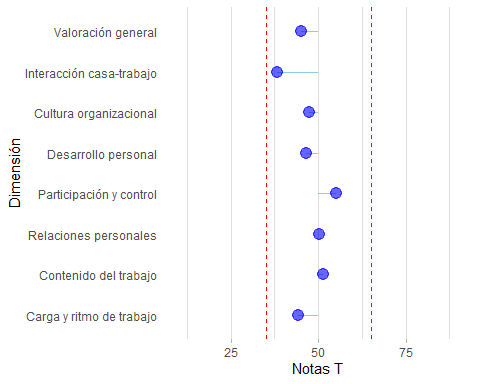 Valoración general
Interacción casa-trabajo
Cultura organizacional
Desarrollo personal
Participación y control
Relaciones personales
Contenido del trabajo
Carga y ritmo de trabajo
Dimensión
25 50 75
Notas T